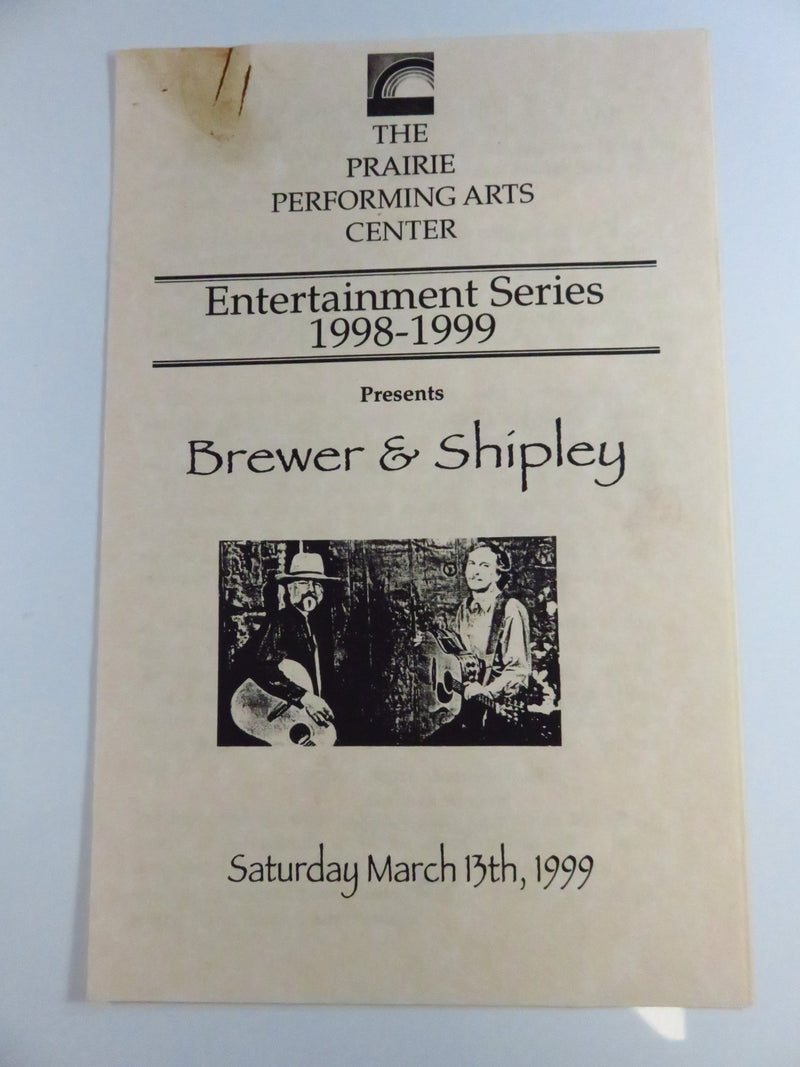 THE
PRAIRIE
PERFORMING ARTS
CENTER
Entertainment Series
1998-1999
Presents
Brewer & Shipley
Saturday March 13th, 1999